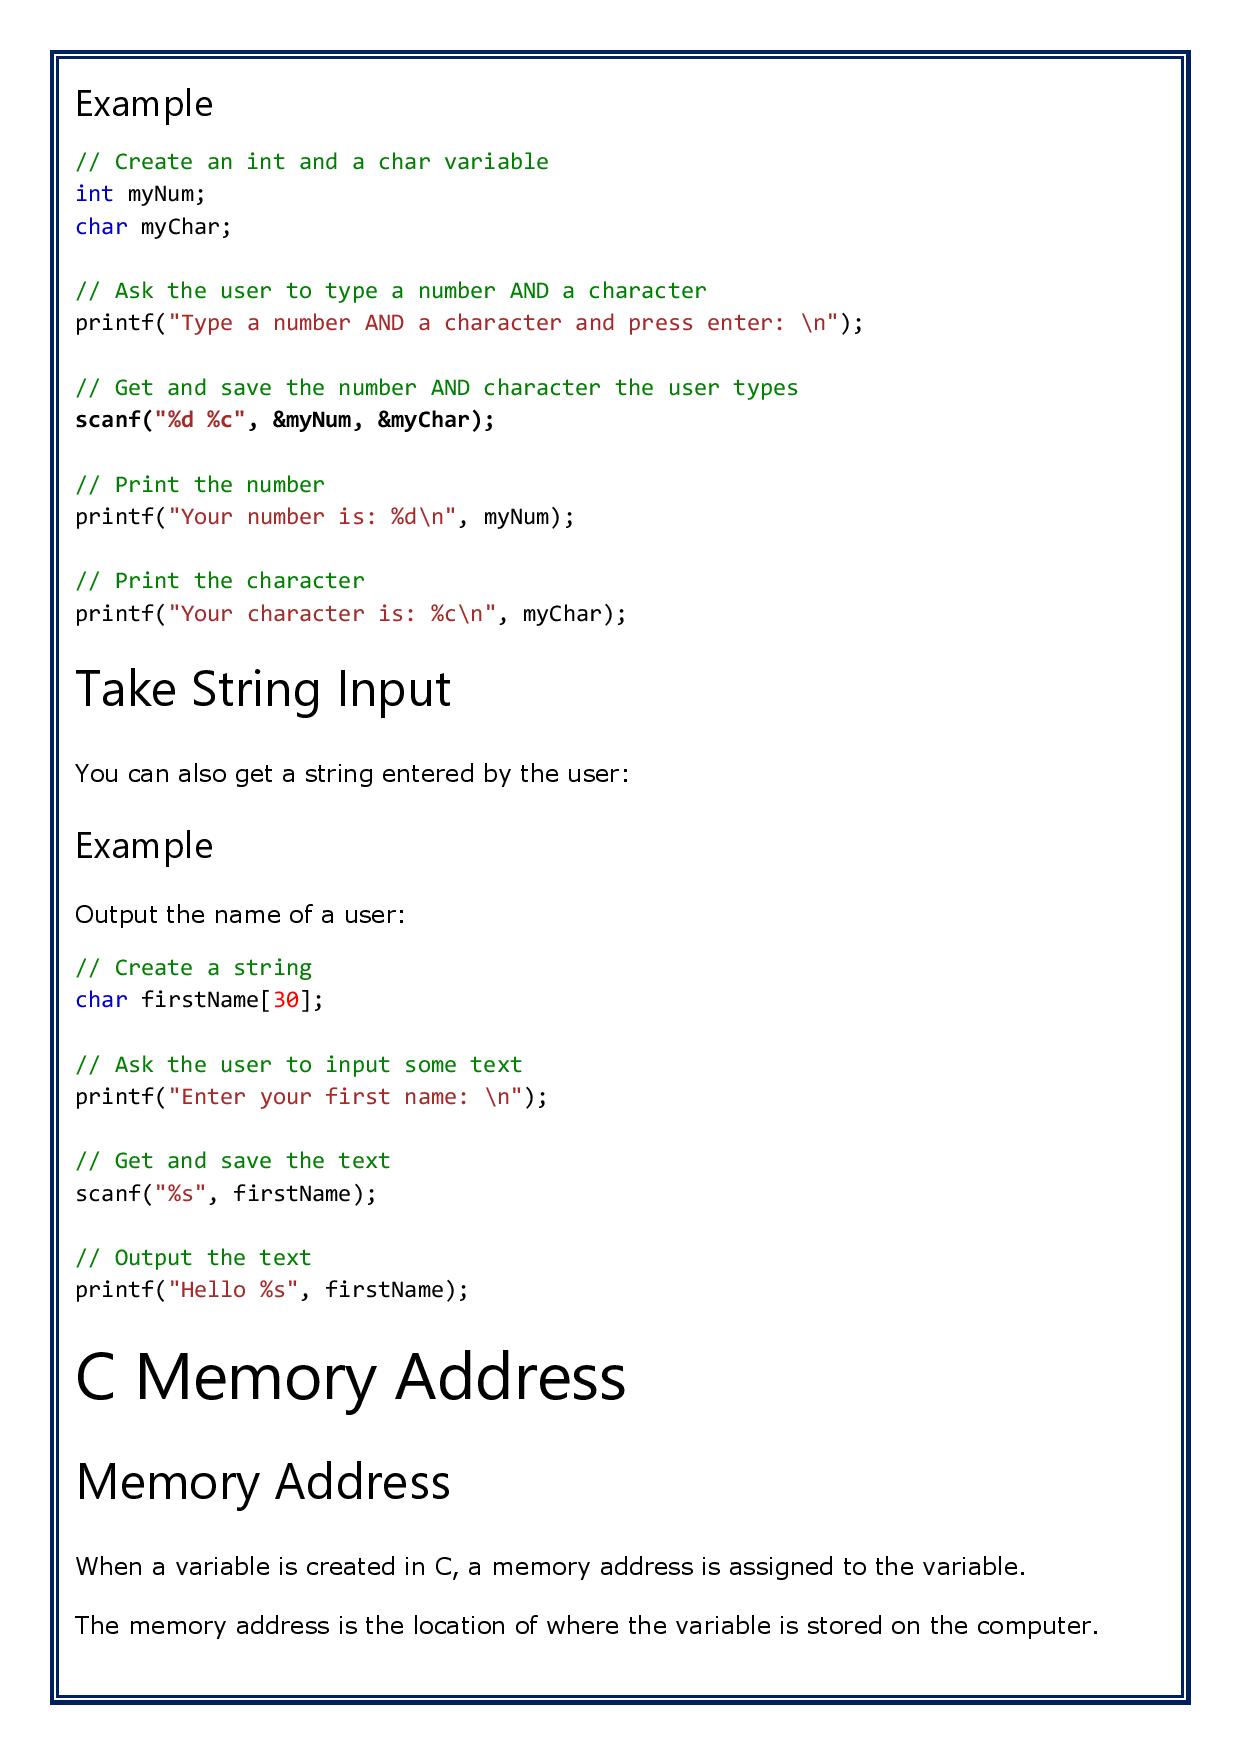 Example
// Create an int and a char variable
int myNum;
char myChar;
// Ask the user to type a number AND a character
printf("Type a number AND a character and press enter: \n");
// Get and save the number AND character the user types
scanf("%d %c", &myNum, &myChar);
// Print the number
printf("Your number is: %d\n", myNum);
// Print the character
printf("Your character is: %c\n", myChar);
Take String Input
You can also get a string entered by the user:
Example
Output the name of a user:
// Create a string
char firstName[30];
// Ask the user to input some text
printf("Enter your first name: \n");
// Get and save the text
scanf("%s", firstName);
// Output the text
printf("Hello %s", firstName);
C Memory Address
Memory Address
When a variable is created in C, a memory address is assigned to the variable.
The memory address is the location of where the variable is stored on the computer.